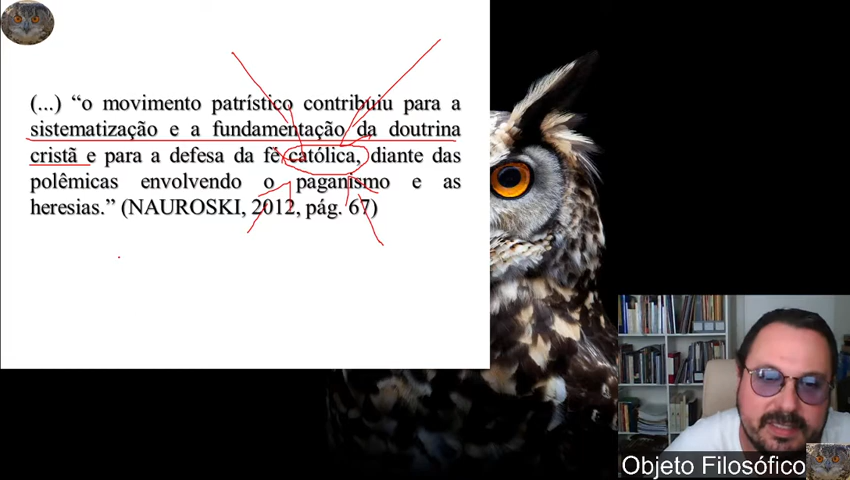 (...) “o movimento patrístico contribuiu para a
sistematização e a fundamentação da doutrina
cristã e para a defesa da fé católica, diante das
polêmicas envolvendo o paganismo e as
heresias.” (NAUROSKI, 2012, pág. 67)
Objeto Filosófico